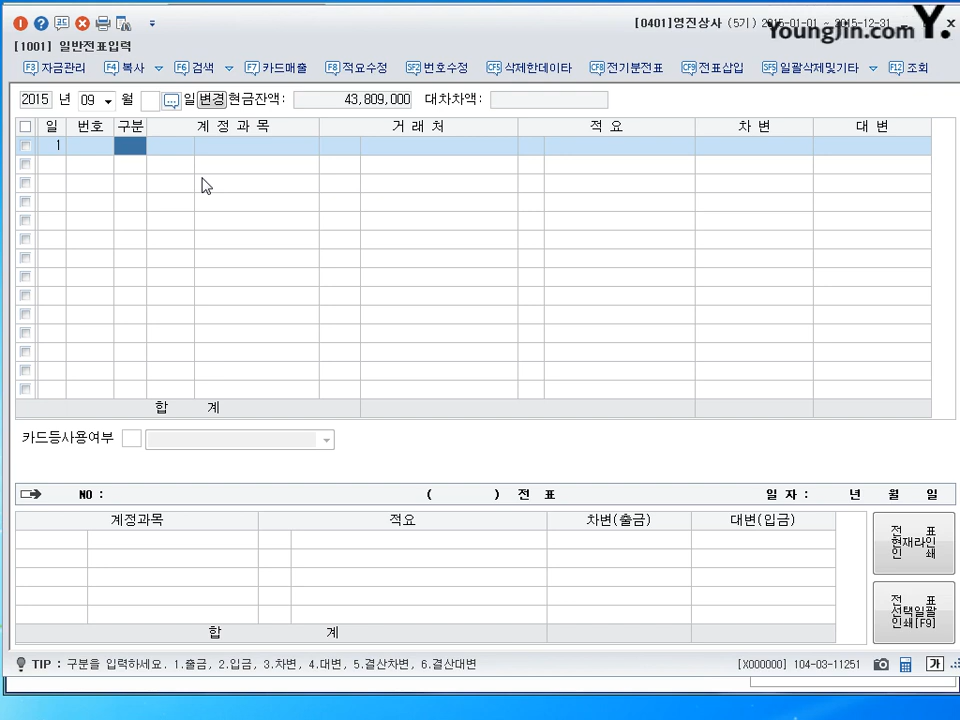 [0401]영진상사 (5기) 2015-01-01 ~ 2015-12-31
YoungJin.com Y.
[1001] 일반전표입력
F3 자금관리 F4 복사 F6 검색 F7 카드매출 F8 적요수정 SF2 번호수정 CF5 삭제한데이타 CF8 전기분전표 CF9 전표삽입 SF5 일괄삭제및기타 F12 조회
2015 년 09 월 일 변경 현금잔액: 43,809,000 대차차액:
일 번호 구분 계정과목 거래처 적요 차변 대변
1
합 계
카드등사용여부
NO : ( ) 전 표 일 자 : 년 월 일
계정과목 적요 차변(출금) 대변(입금)
전 표
현재라인
인 쇄
전 표
선택일괄
인쇄[F9]
합 계
TIP : 구분을 입력하세요. 1.출금, 2.입금, 3.차변, 4.대변, 5.결산차변, 6.결산대변 [X000000] 104-03-11251 가